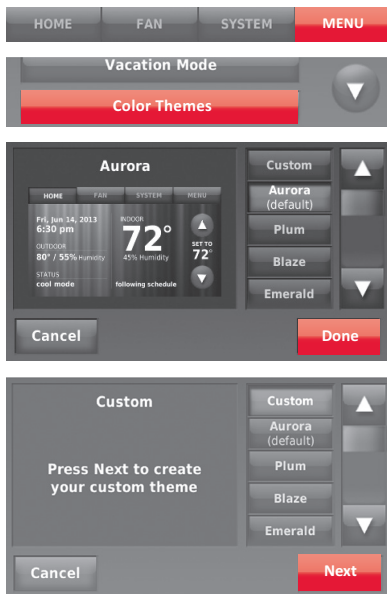 HOME FAN SYSTEM MENU
Vacation Mode
Color Themes
Aurora
HOME FAN SYSTEM MENU
Fri, Jun 14, 2013
6:30 pm
OUTDOOR
80° / 55% Humidity
STATUS
cool mode
INDOOR
72°
45% Humidity
following schedule
SET TO
72°
Custom
Aurora
(default)
Plum
Blaze
Emerald
Cancel
Done
Custom
Press Next to create
your custom theme
Custom
Aurora
(default)
Plum
Blaze
Emerald
Cancel
Next